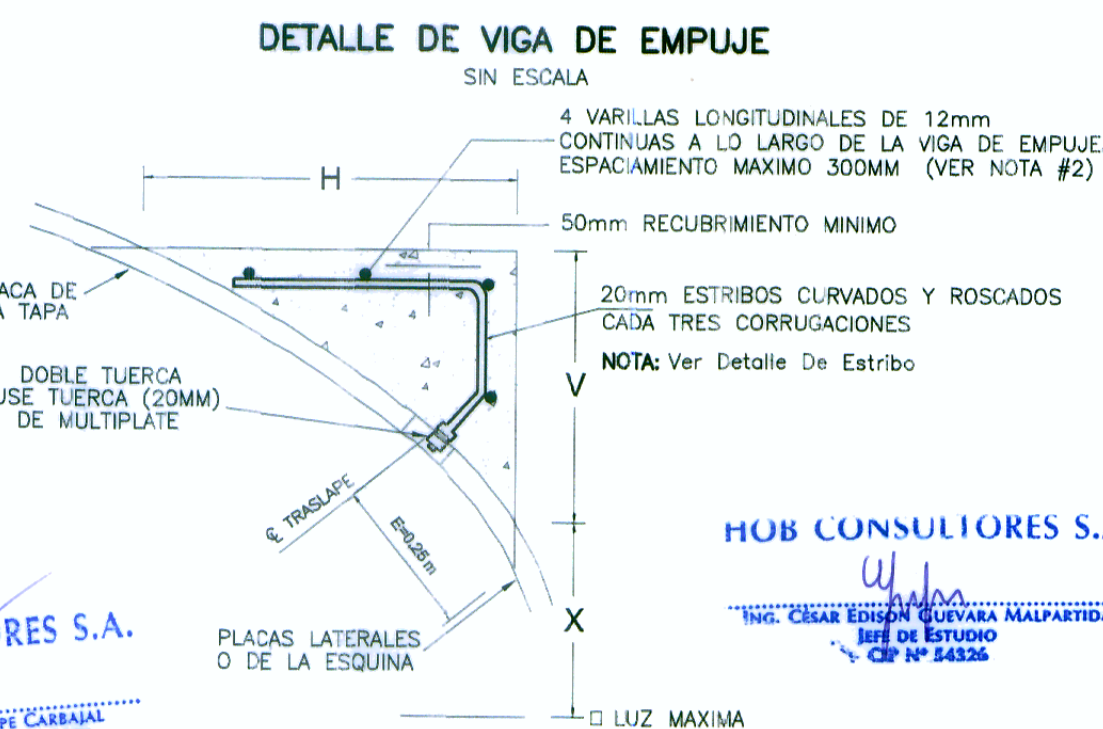 DETALLE DE VIGA DE EMPUJE
SIN ESCALA
4 VARILLAS LONGITUDINALES DE 12mm
CONTINUAS A LO LARGO DE LA VIGA DE EMPUJE
ESPACIAMIENTO MAXIMO 300MM (VER NOTA #2)
H
50mm RECUBRIMIENTO MINIMO
ACA DE
A TAPA
20mm ESTRIBOS CURVADOS Y ROSCADOS
CADA TRES CORRUGACIONES
NOTA: Ver Detalle De Estribo
DOBLE TUERCA
USE TUERCA (20MM)
DE MULTIPLATE
V
℄ TRASLAPE
E=0.25m
HOB CONSULTORES S.
ING. CÉSAR EDISON GUEVARA MALPARTIDA
JEFE DE ESTUDIO
CIP Nº 54326
X
RES S.A.
PLACAS LATERALES
O DE LA ESQUINA
PE CARBAJAL
LUZ MAXIMA